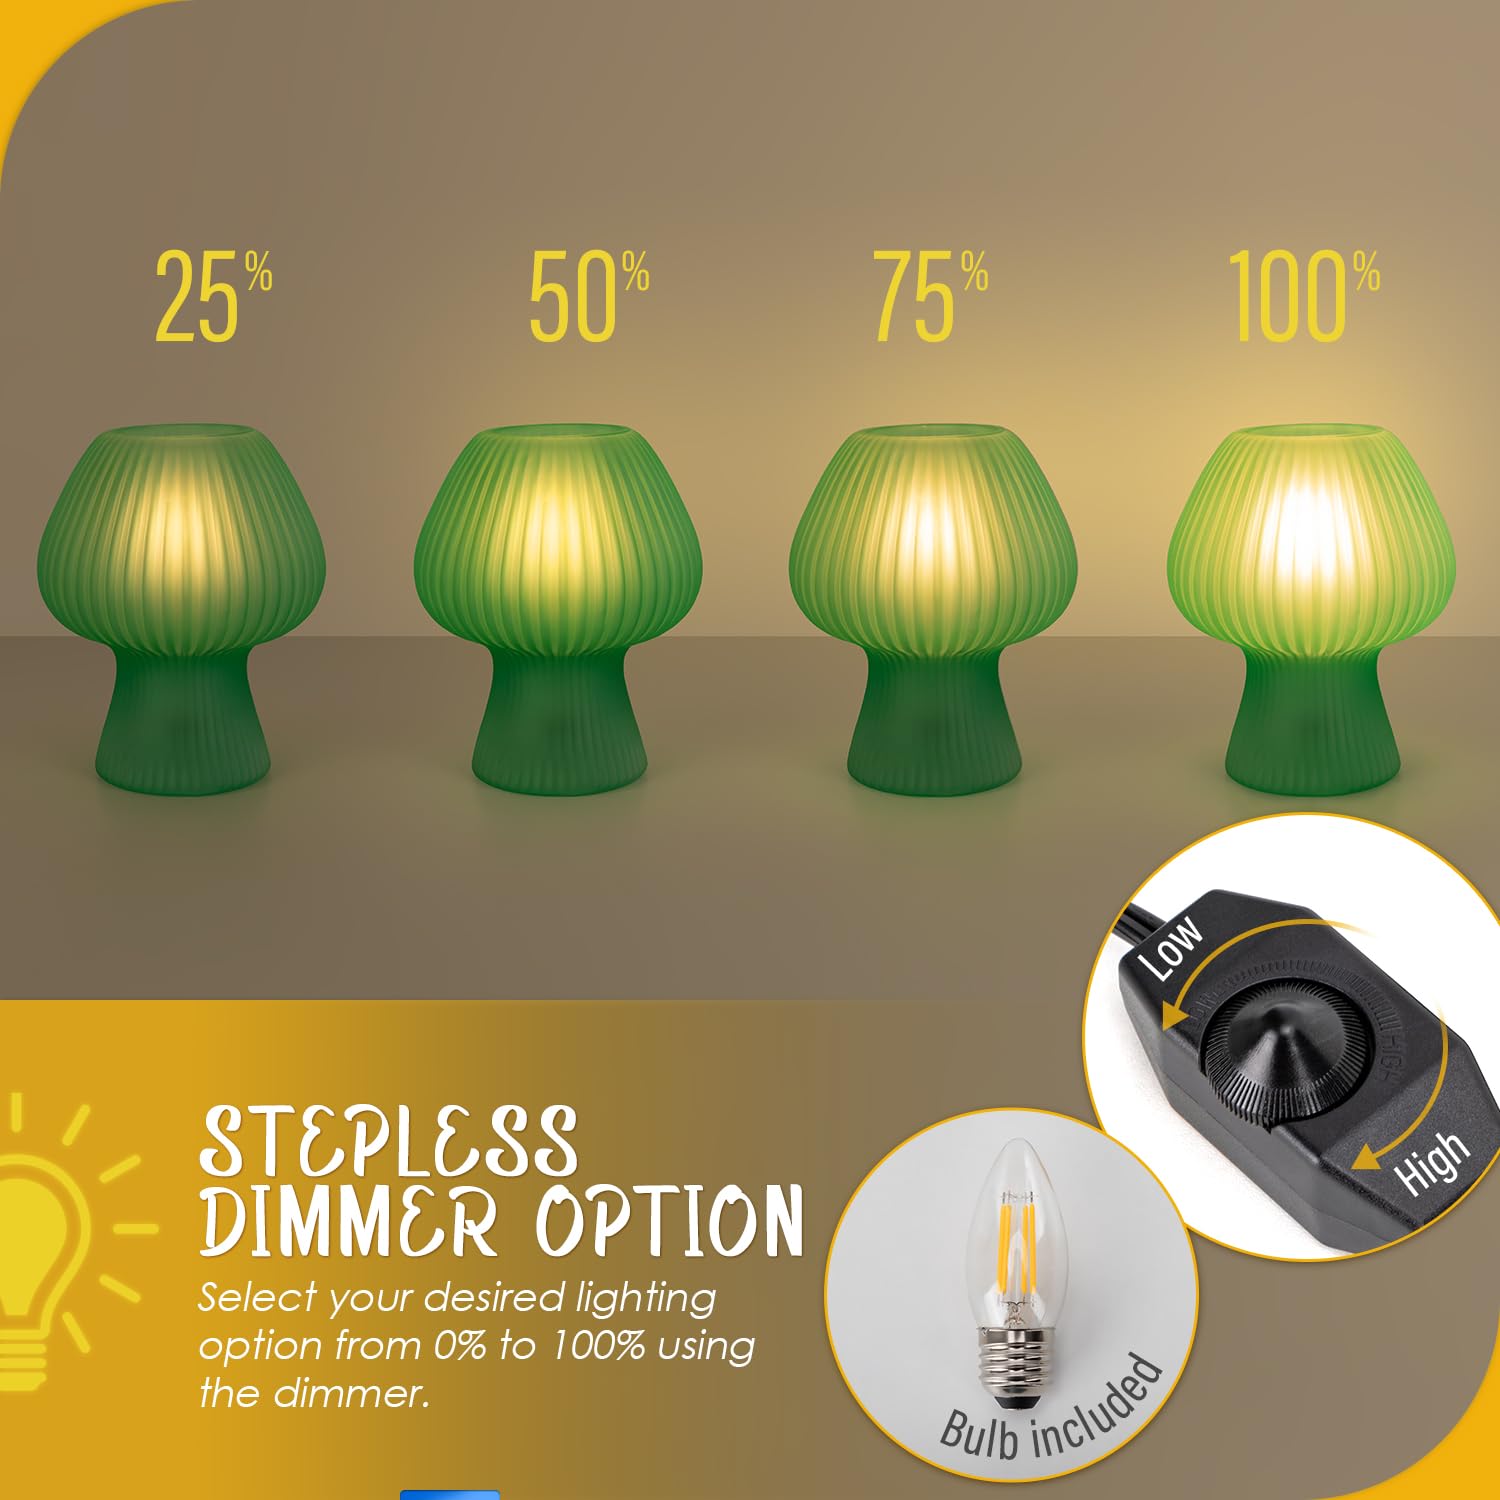 25%
50%
75%
100%
Low
HIGH
High
STEPLESS
DIMMER OPTION
Select your desired lighting
option from 0% to 100% using
the dimmer.
Bulb included